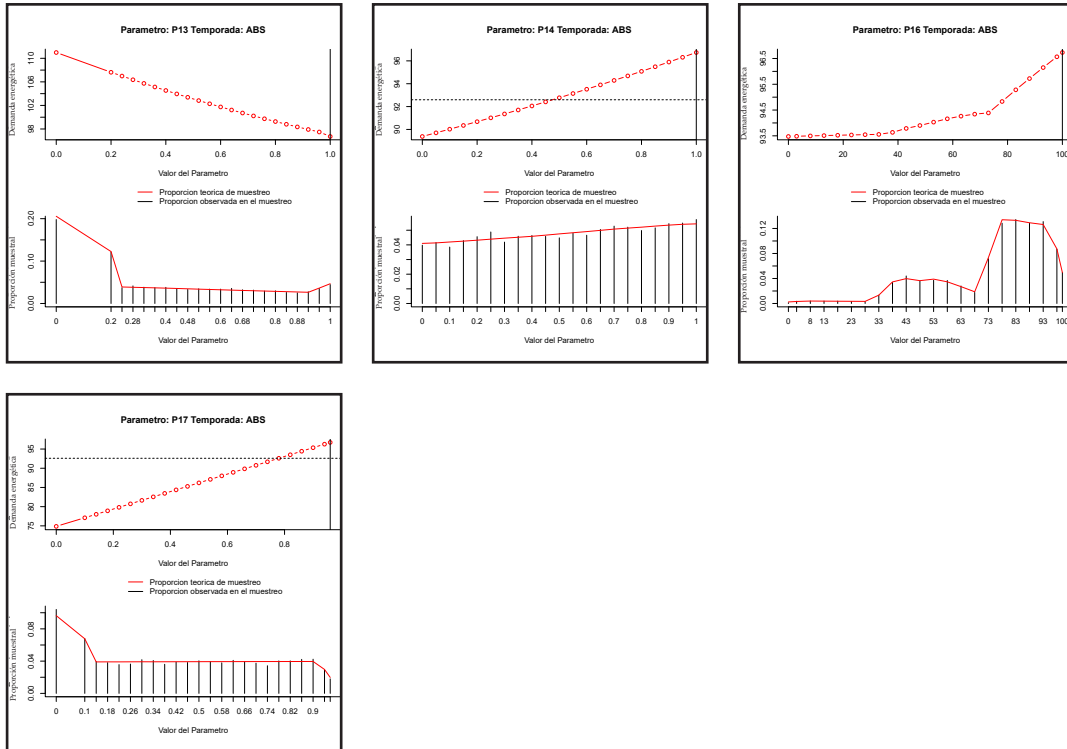 Parametro: P13 Temporada: ABS
Demanda energética
98 102 106 110
0.0 0.2 0.4 0.6 0.8 1.0
Valor del Parametro
Proporcion teorica de muestreo
Proporcion observada en el muestreo
Proporción muestral
0.00 0.10 0.20
0 0.2 0.28 0.48 0.68 0.88 1
Valor del Parametro
Parametro: P14 Temporada: ABS
Demanda energética
90 92 94 96
0.0 0.2 0.4 0.6 0.8 1.0
Valor del Parametro
Proporcion teorica de muestreo
Proporcion observada en el muestreo
Proporción muestral
0.00 0.02 0.04
0 0.1 0.2 0.3 0.4 0.5 0.6 0.7 0.8 0.9 1
Valor del Parametro
Parametro: P16 Temporada: ABS
Demanda energética
93.5 94.5 95.5 96.5
0 20 40 60 80 100
Valor del Parametro
Proporcion teorica de muestreo
Proporcion observada en el muestreo
Proporción muestral
0.00 0.04 0.08 0.12
0 8 13 23 33 43 53 63 73 83 93 100
Valor del Parametro
Parametro: P17 Temporada: ABS
Demanda energética
75 80 85 90 95
0.0 0.2 0.4 0.6 0.8
Valor del Parametro
Proporcion teorica de muestreo
Proporcion observada en el muestreo
Proporción muestral
0.00 0.04 0.08
0 0.1 0.18 0.26 0.34 0.42 0.5 0.58 0.66 0.74 0.82 0.9
Valor del Parametro